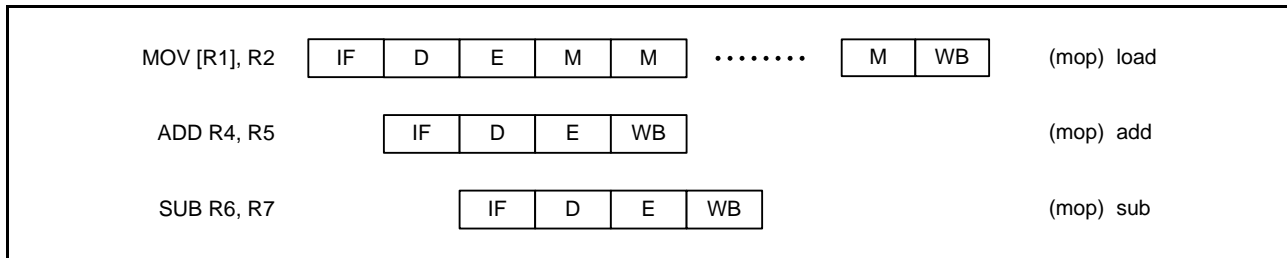 MOV [R1], R2 IF D E M M ........ M WB (mop) load
ADD R4, R5 IF D E WB (mop) add
SUB R6, R7 IF D E WB (mop) sub